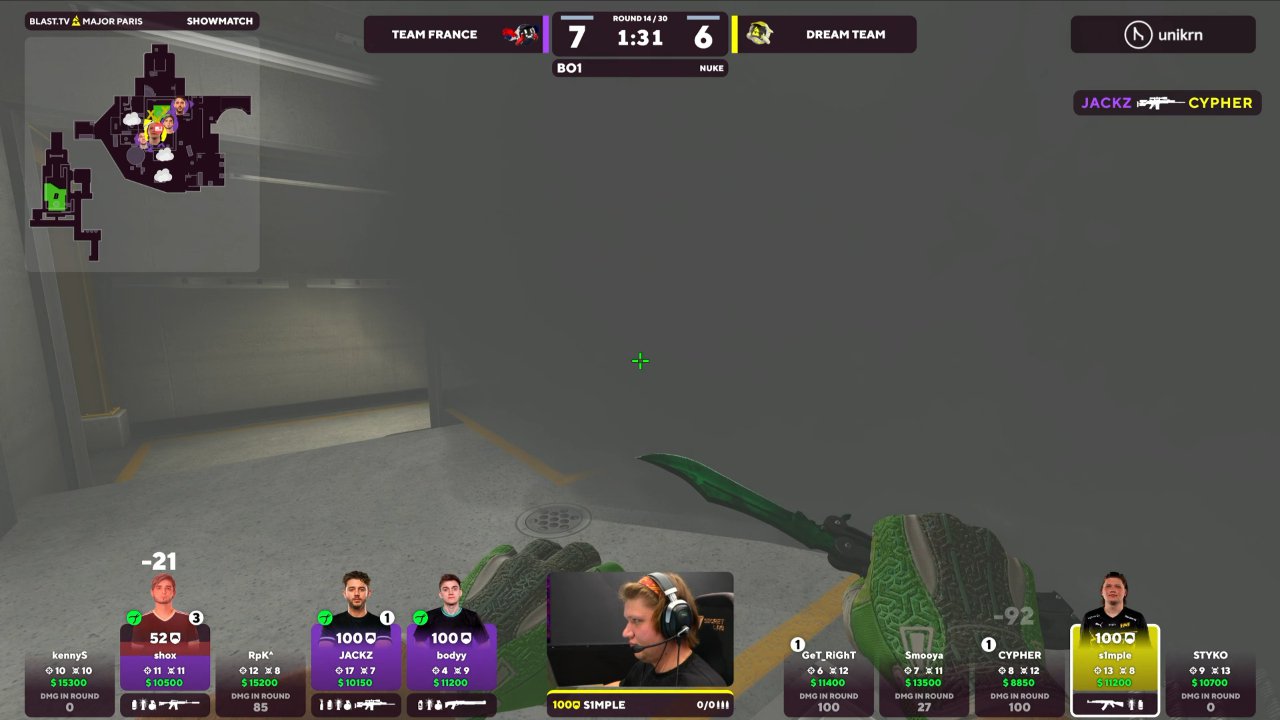 BLAST.TV MAJOR PARIS SHOWMATCH
TEAM FRANCE
7
ROUND 14 / 30
1:31
6
DREAM TEAM
BO1 NUKE
unikrn
JACKZ CYPHER
B
-21
3
52
kennyS
10 10
$15300
DMG IN ROUND
0
shox
11 11
$10500
RpK^
12 8
$15200
DMG IN ROUND
85
1
100
JACKZ
17 7
$10150
100
bodyy
4 9
$11200
SECRET
LAB
100 S1MPLE 0/0
1
GeT_RiGhT
6 12
$11400
DMG IN ROUND
100
Smooya
7 11
$13500
DMG IN ROUND
27
-92
1
CYPHER
8 12
$8850
DMG IN ROUND
100
100
s1mple
13 8
$11200
STYKO
9 13
$10700
DMG IN ROUND
0